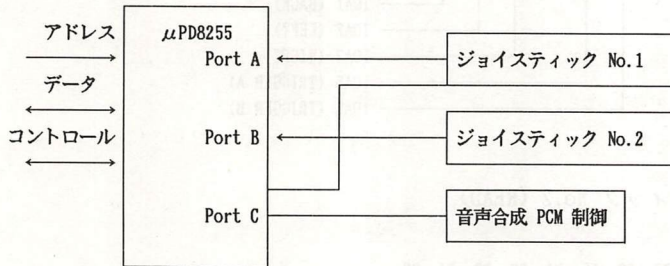 アドレス
データ
コントロール
μPD8255
Port A
Port B
Port C
ジョイスティック No.1
ジョイスティック No.2
音声合成 PCM 制御